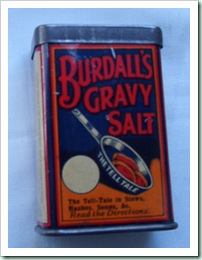 BURDALL'S
GRAVY
SALT
THE TELL TALE
The Tell-Tale in Stews,
Hashes, Soups, &c.
Read the Directions.